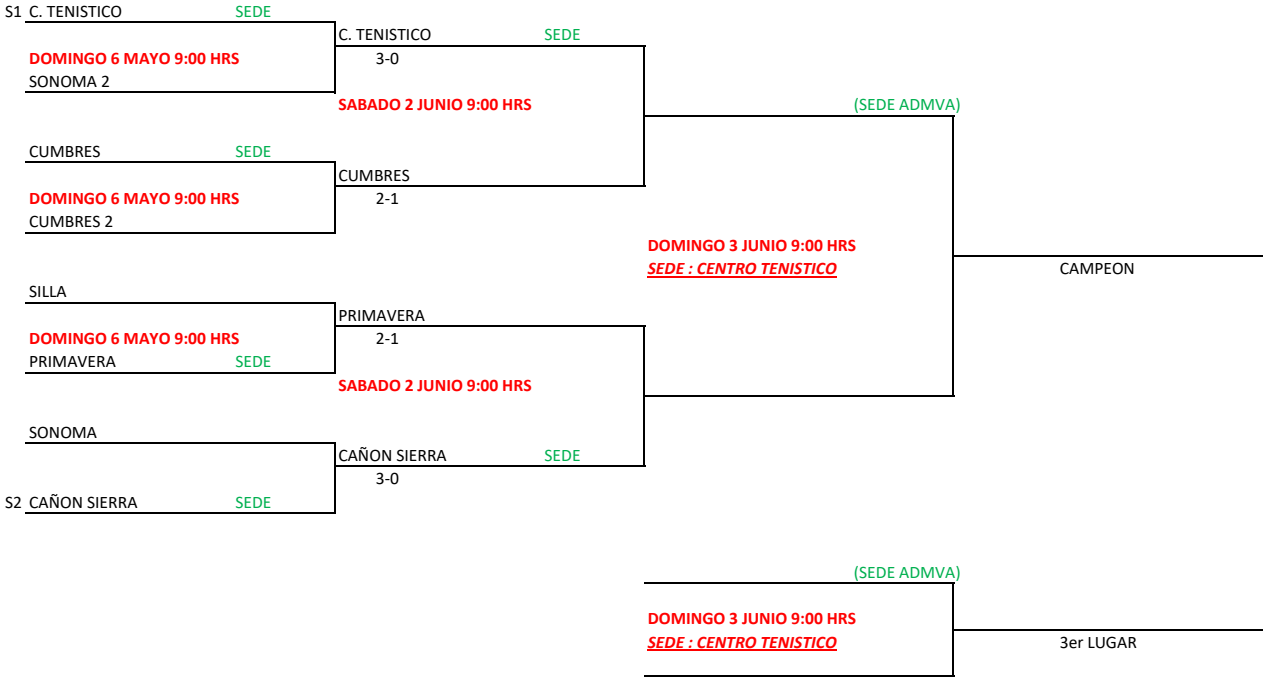 S1 C. TENISTICO SEDE
C. TENISTICO SEDE
DOMINGO 6 MAYO 9:00 HRS
3-0
SONOMA 2
SABADO 2 JUNIO 9:00 HRS
(SEDE ADMVA)
CUMBRES SEDE
CUMBRES
DOMINGO 6 MAYO 9:00 HRS
2-1
CUMBRES 2
DOMINGO 3 JUNIO 9:00 HRS
SEDE : CENTRO TENISTICO
CAMPEON
SILLA
PRIMAVERA
DOMINGO 6 MAYO 9:00 HRS
2-1
PRIMAVERA SEDE
SABADO 2 JUNIO 9:00 HRS
SONOMA
CAÑON SIERRA SEDE
3-0
S2 CAÑON SIERRA SEDE
(SEDE ADMVA)
DOMINGO 3 JUNIO 9:00 HRS
SEDE : CENTRO TENISTICO
3er LUGAR